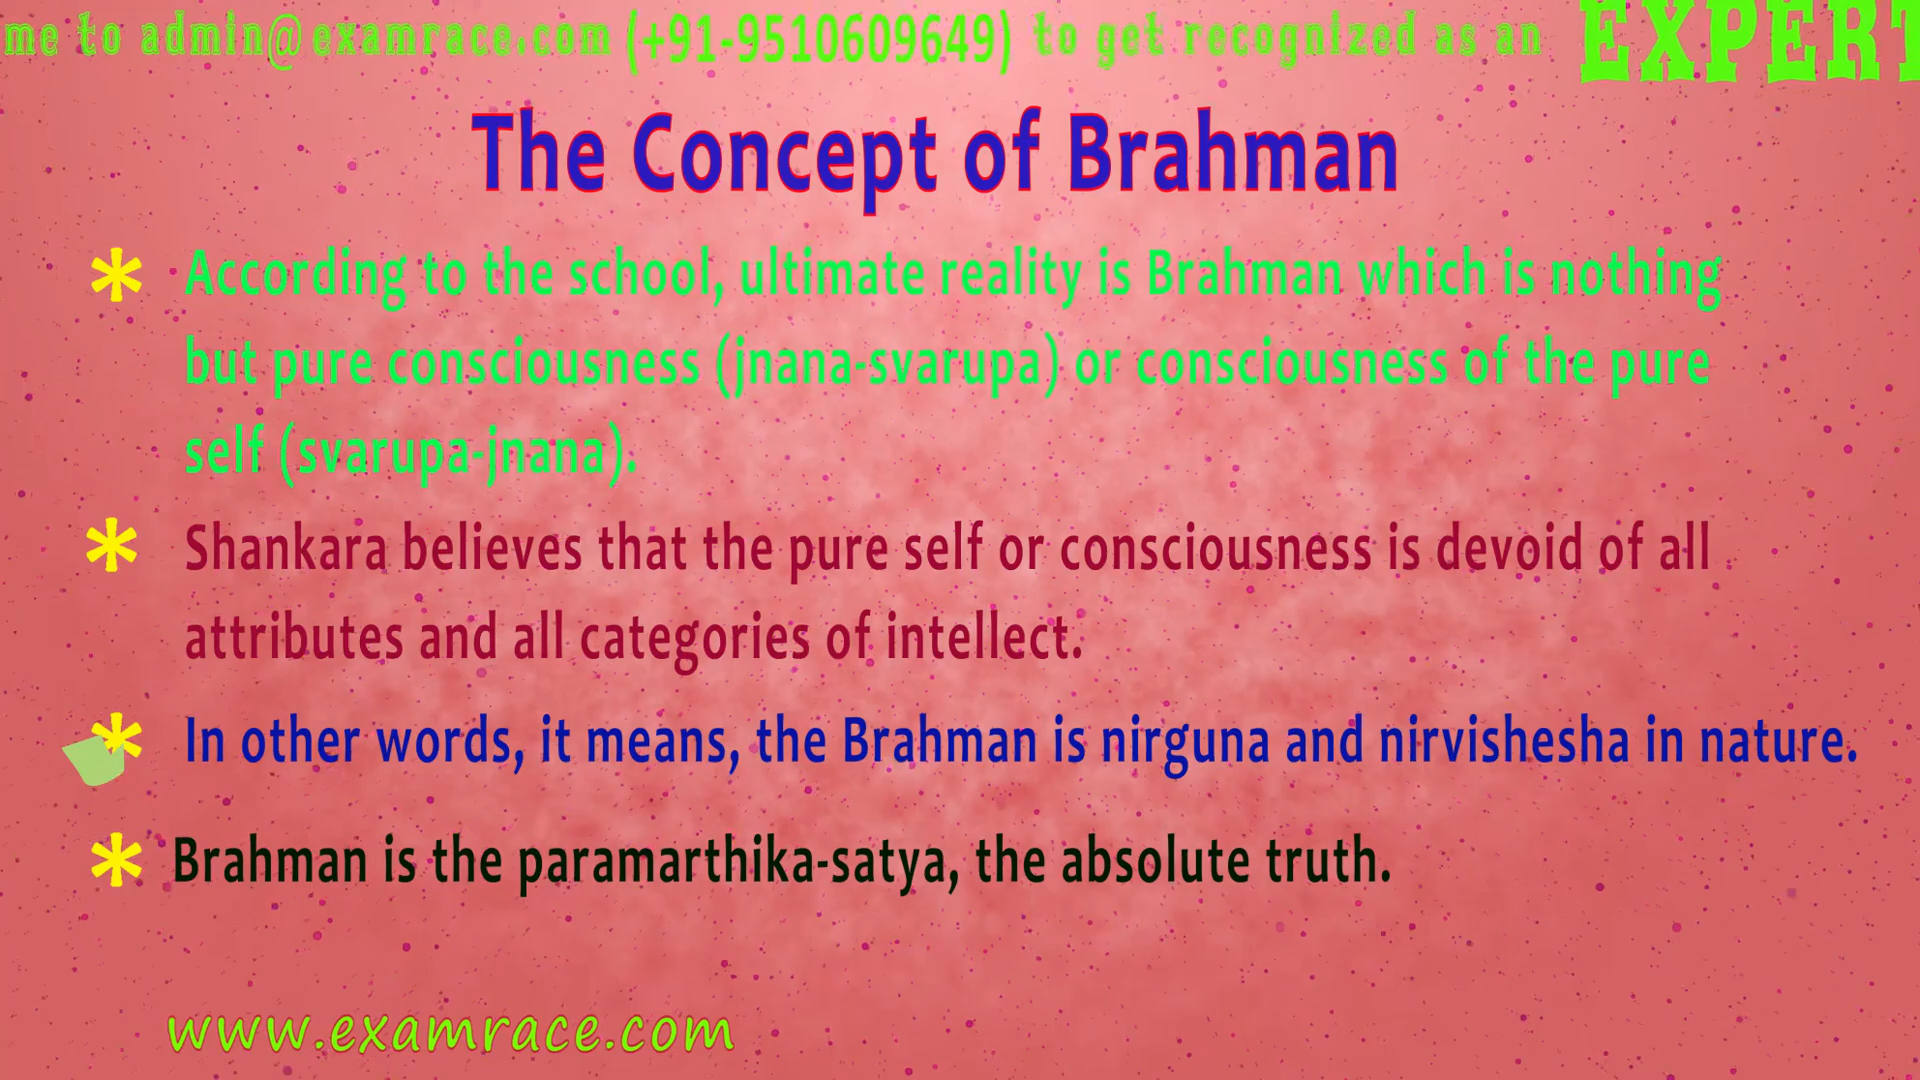 me to admin@examrace.com (+91-9510609649) to get recognized as an EXPERT
The Concept of Brahman
* According to the school, ultimate reality is Brahman which is nothing
but pure consciousness (jnana-svarupa) or consciousness of the pure
self (svarupa-jnana).
* Shankara believes that the pure self or consciousness is devoid of all
attributes and all categories of intellect.
* In other words, it means, the Brahman is nirguna and nirvishesha in nature.
* Brahman is the paramarthika-satya, the absolute truth.
www.examrace.com